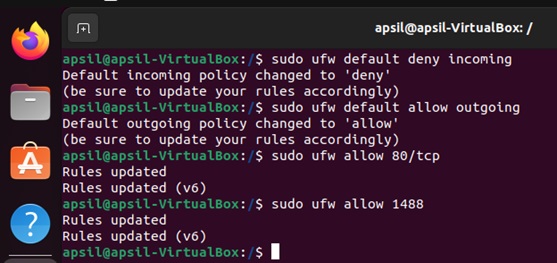 apsil@apsil-VirtualBox: /
apsil@apsil-VirtualBox:/$ sudo ufw default deny incoming
Default incoming policy changed to 'deny'
(be sure to update your rules accordingly)
apsil@apsil-VirtualBox:/$ sudo ufw default allow outgoing
Default outgoing policy changed to 'allow'
(be sure to update your rules accordingly)
apsil@apsil-VirtualBox:/$ sudo ufw allow 80/tcp
Rules updated
Rules updated (v6)
apsil@apsil-VirtualBox:/$ sudo ufw allow 1488
Rules updated
Rules updated (v6)
apsil@apsil-VirtualBox:/$